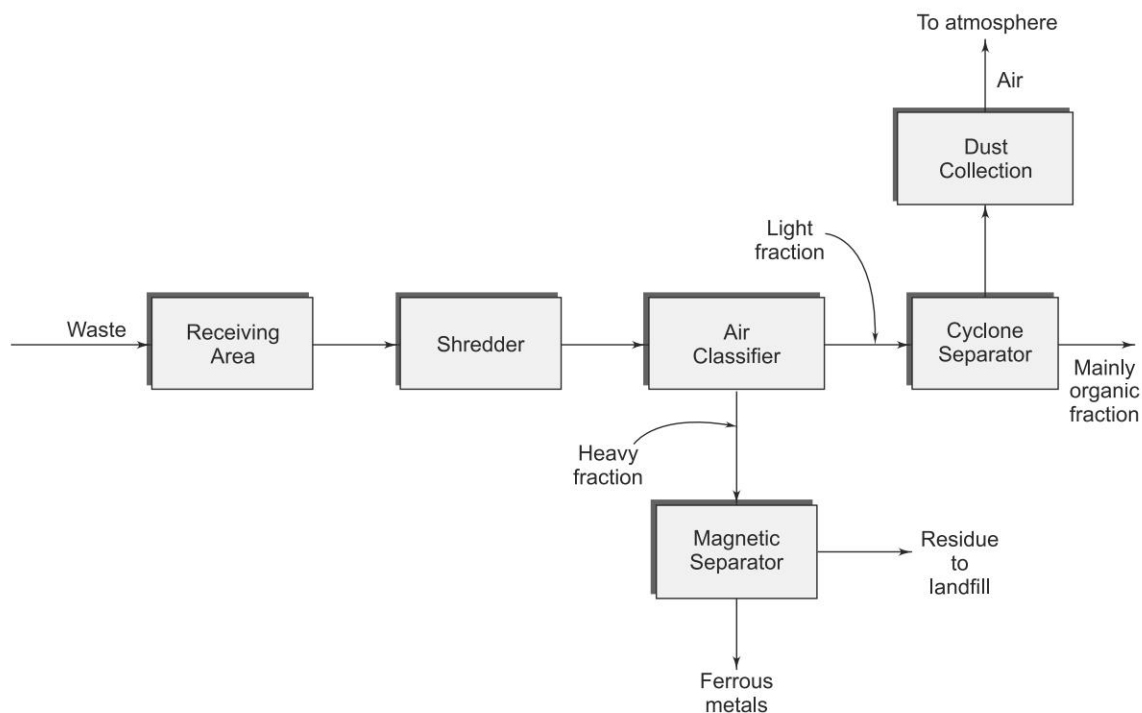 To atmosphere
Air
Dust
Collection
Light
fraction
Waste
Receiving
Area
Shredder
Air
Classifier
Cyclone
Separator
Mainly
organic
fraction
Heavy
fraction
Magnetic
Separator
Residue
to
landfill
Ferrous
metals